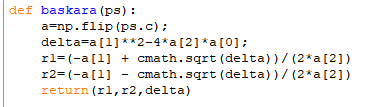 def baskara(ps):
a=np.flip(ps.c);
delta=a[1]**2-4*a[2]*a[0];
r1=(-a[1] + cmath.sqrt(delta))/(2*a[2])
r2=(-a[1] - cmath.sqrt(delta))/(2*a[2])
return(r1,r2,delta)